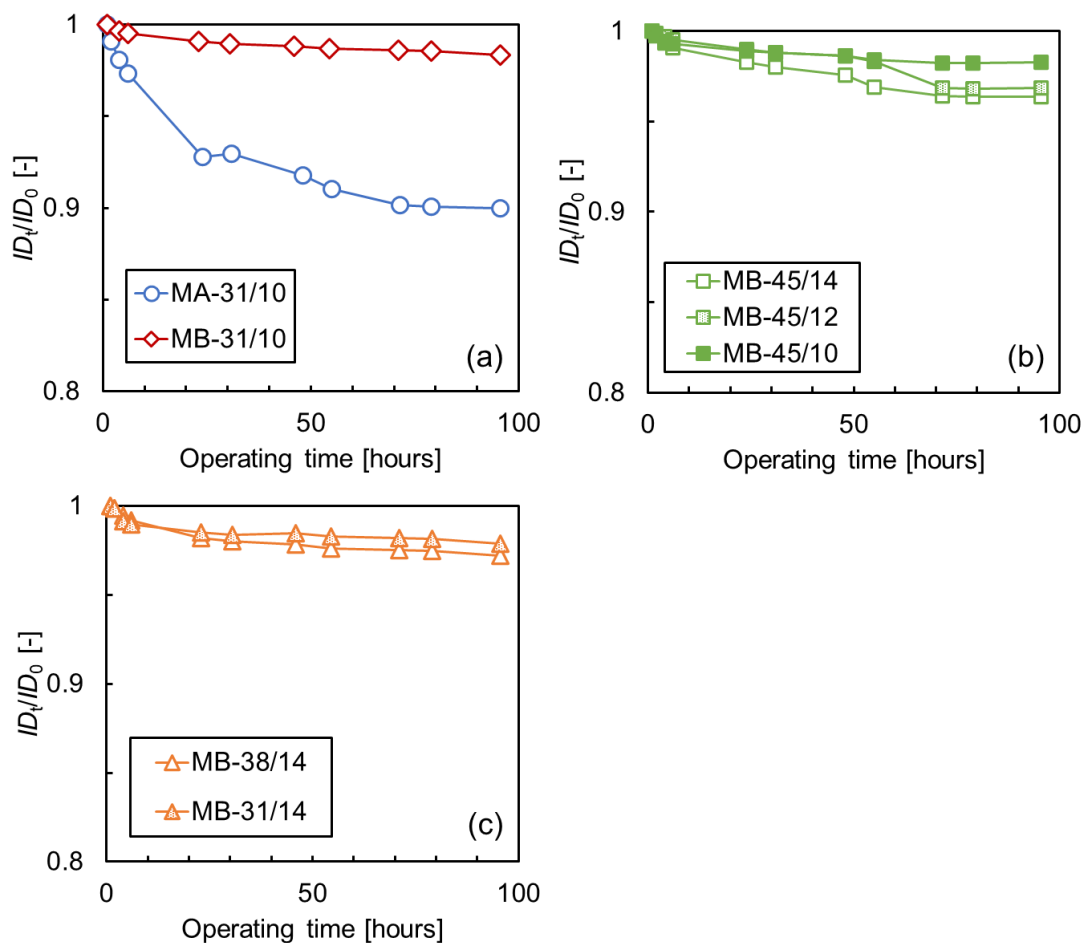 1
0.9
0.8
IDt/ID0 [-]
MA-31/10
MB-31/10
(a)
0 50 100
Operating time [hours]
1
0.9
0.8
IDt/ID0 [-]
MB-45/14
MB-45/12
MB-45/10
(b)
0 50 100
Operating time [hours]
1
0.9
0.8
IDt/ID0 [-]
MB-38/14
MB-31/14
(c)
0 50 100
Operating time [hours]